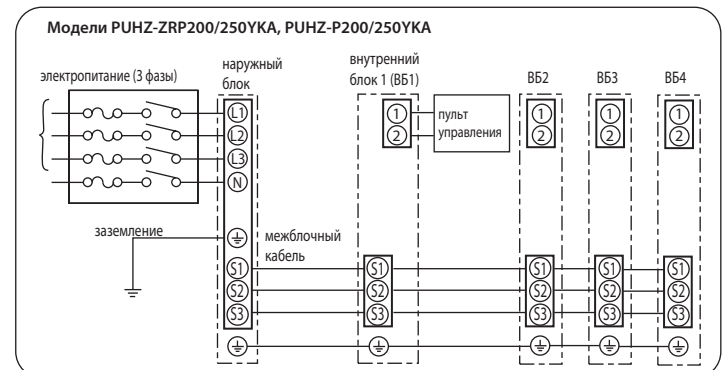 Модели PUHZ-ZRP200/250YKA, PUHZ-P200/250YKA
электропитание (3 фазы)
наружный
блок
внутренний
блок 1 (ВБ1)
ВБ2
ВБ3
ВБ4
L1
L2
L3
N
1
2
пульт
управления
1
2
1
2
1
2
заземление
межблочный
кабель
S1
S2
S3
S1
S2
S3
S1
S2
S3
S1
S2
S3
S1
S2
S3